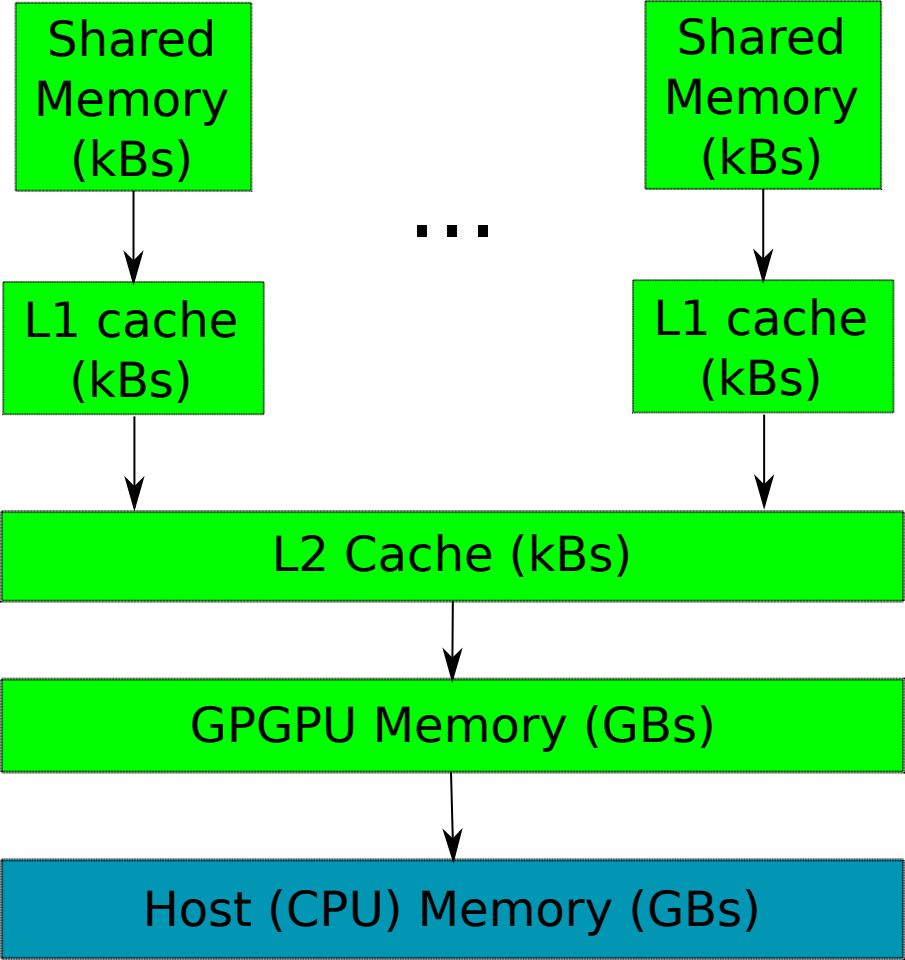 Shared
Memory
(kBs)
Shared
Memory
(kBs)
...
L1 cache
(kBs)
L1 cache
(kBs)
L2 Cache (kBs)
GPGPU Memory (GBs)
Host (CPU) Memory (GBs)